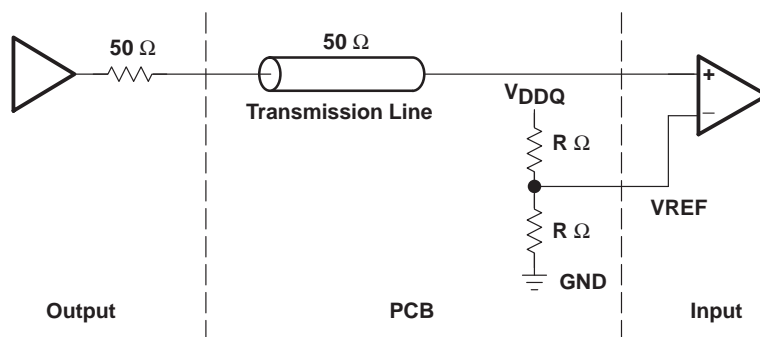 50 Ω
50 Ω
Transmission Line
VDDQ
+
−
R Ω
VREF
R Ω
GND
Output
PCB
Input